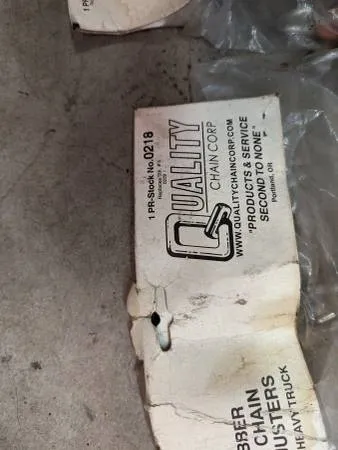 1 PR-Stock No. 0218
QUALITY
CHAIN CORP
WWW.QUALITYCHAINCORP.COM
"PRODUCTS & SERVICE
SECOND TO NONE"
Portland, OR
BBER
CHAIN
USTERS
HEAVY TRUCK